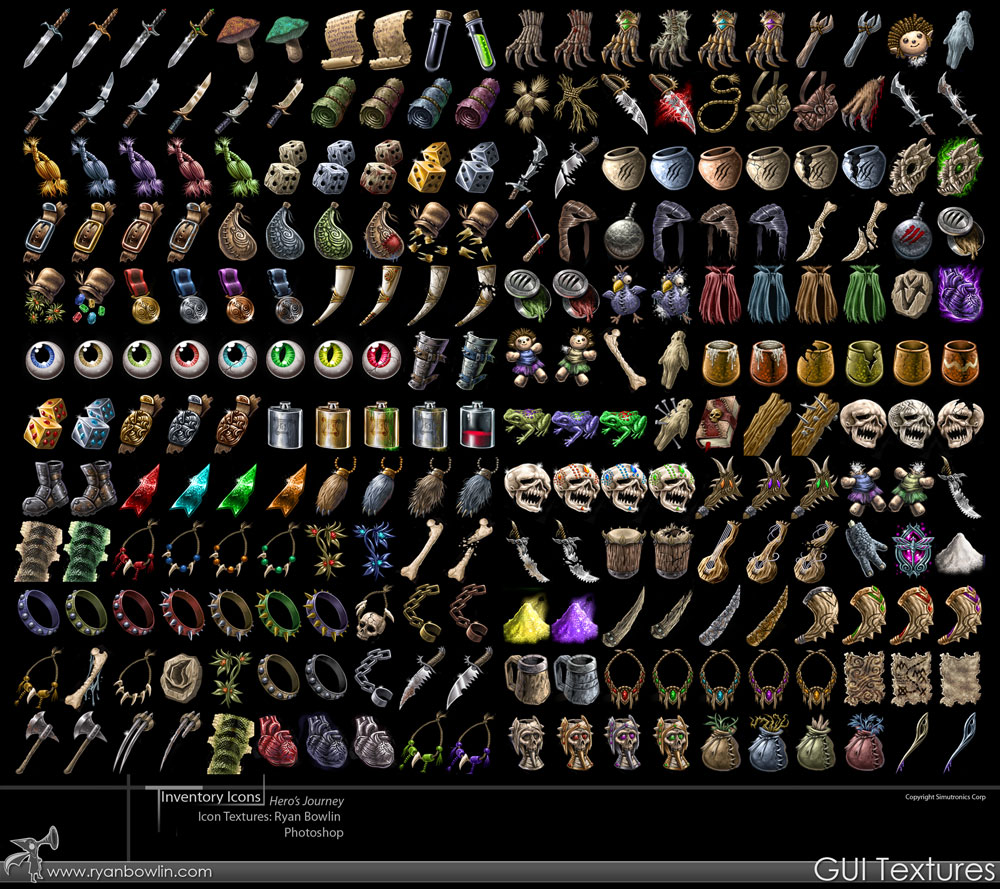 Inventory Icons Hero's Journey
Icon Textures: Ryan Bowlin
Photoshop
Copyright Simutronics Corp
www.ryanbowlin.com
GUI Textures